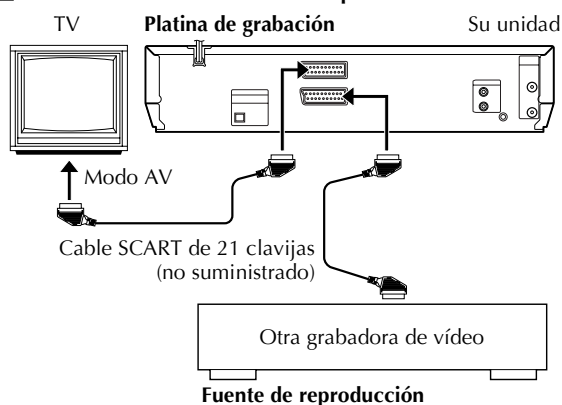 TV
Platina de grabación
Su unidad
Modo AV
Cable SCART de 21 clavijas
(no suministrado)
Otra grabadora de vídeo
Fuente de reproducción